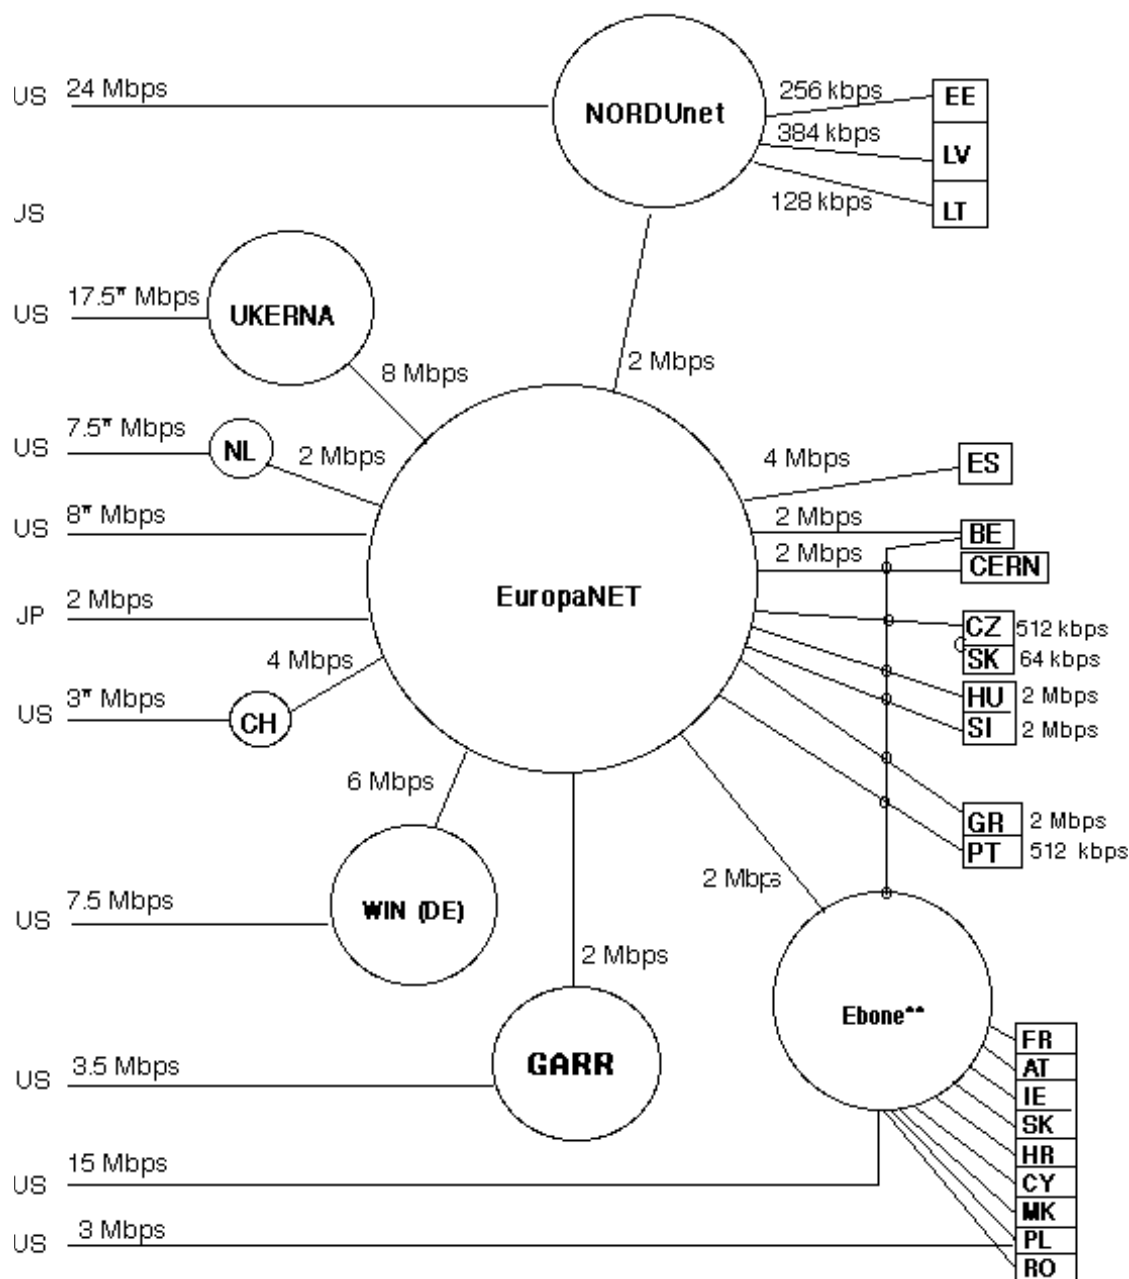 US 24 Mbps
NORDUnet
256 kbps EE
384 kbps LV
128 kbps LT
US
17.5* Mbps
US
UKERNA
8 Mbps
2 Mbps
7.5* Mbps
US
NL
2 Mbps
4 Mbps
ES
US 8* Mbps
2 Mbps
BE
2 Mbps
CERN
EuropaNET
JP 2 Mbps
CZ 512 kbps
SK 64 kbps
4 Mbps
US 3* Mbps
CH
HU 2 Mbps
SI 2 Mbps
6 Mbps
GR 2 Mbps
PT 512 kbps
2 Mbps
US 7.5 Mbps
WIN (DE)
2 Mbps
Ebone**
GARR
US 3.5 Mbps
FR
AT
IE
SK
HR
CY
MK
PL
RO
US 15 Mbps
US 3 Mbps